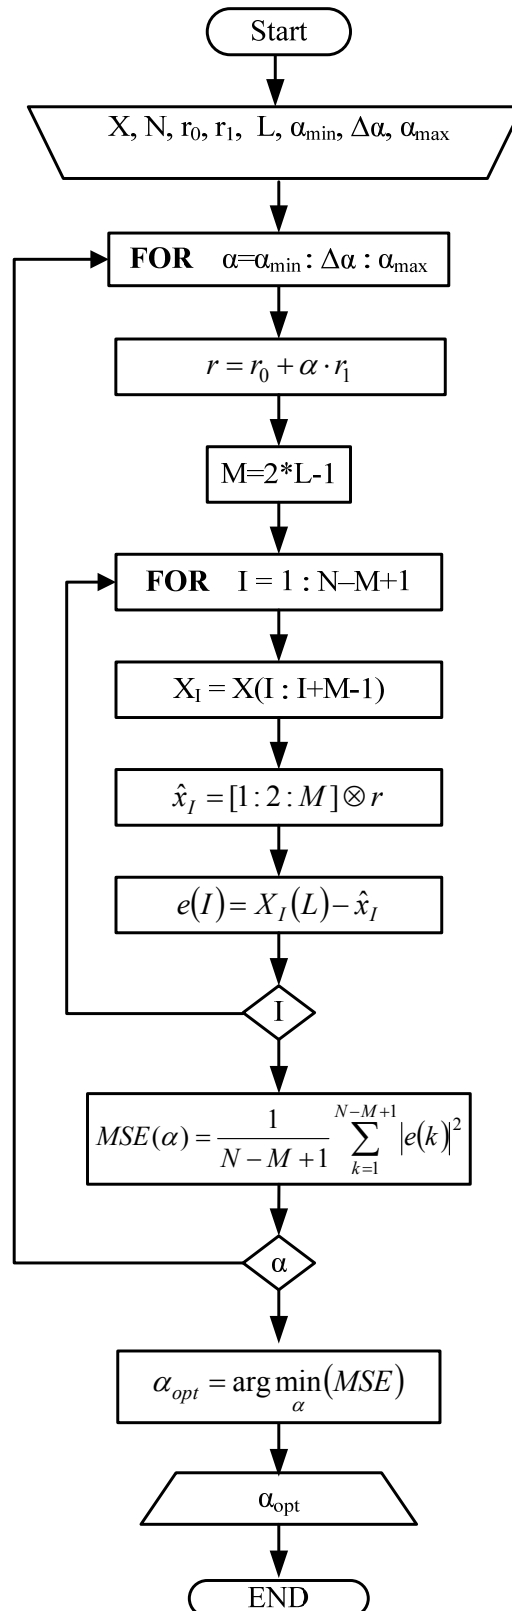 Start
X, N, r₀, r₁, L, α_min, Δα, α_max
FOR α=α_min : Δα : α_max
r = r₀ + α · r₁
M=2*L-1
FOR I = 1 : N–M+1
X_I = X(I : I+M-1)
x̂_I = [1 : 2 : M] ⊗ r
e(I) = X_I(L) − x̂_I
I
MSE(α) = 1/(N − M + 1) ∑_{k=1}^{N−M+1} |e(k)|²
α
α_opt = arg min_α (MSE)
α_opt
END